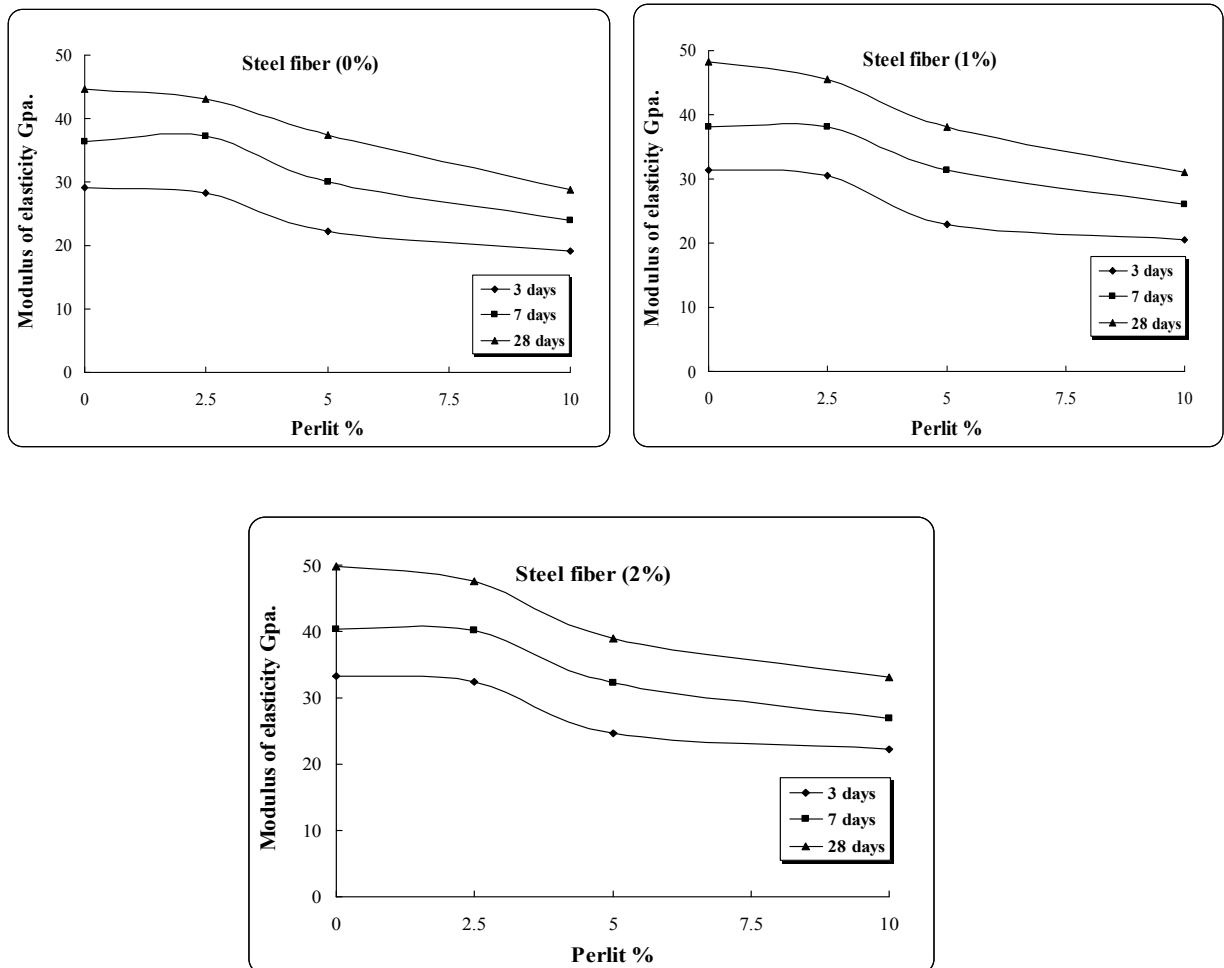 Steel fiber (0%)
Modulus of elasticity Gpa.
50
40
30
20
10
0
3 days
7 days
28 days
0 2.5 5 7.5 10
Perlit %
Steel fiber (1%)
Modulus of elasticity Gpa.
50
40
30
20
10
0
3 days
7 days
28 days
0 2.5 5 7.5 10
Perlit %
Steel fiber (2%)
Modulus of elasticity Gpa.
50
40
30
20
10
0
3 days
7 days
28 days
0 2.5 5 7.5 10
Perlit %